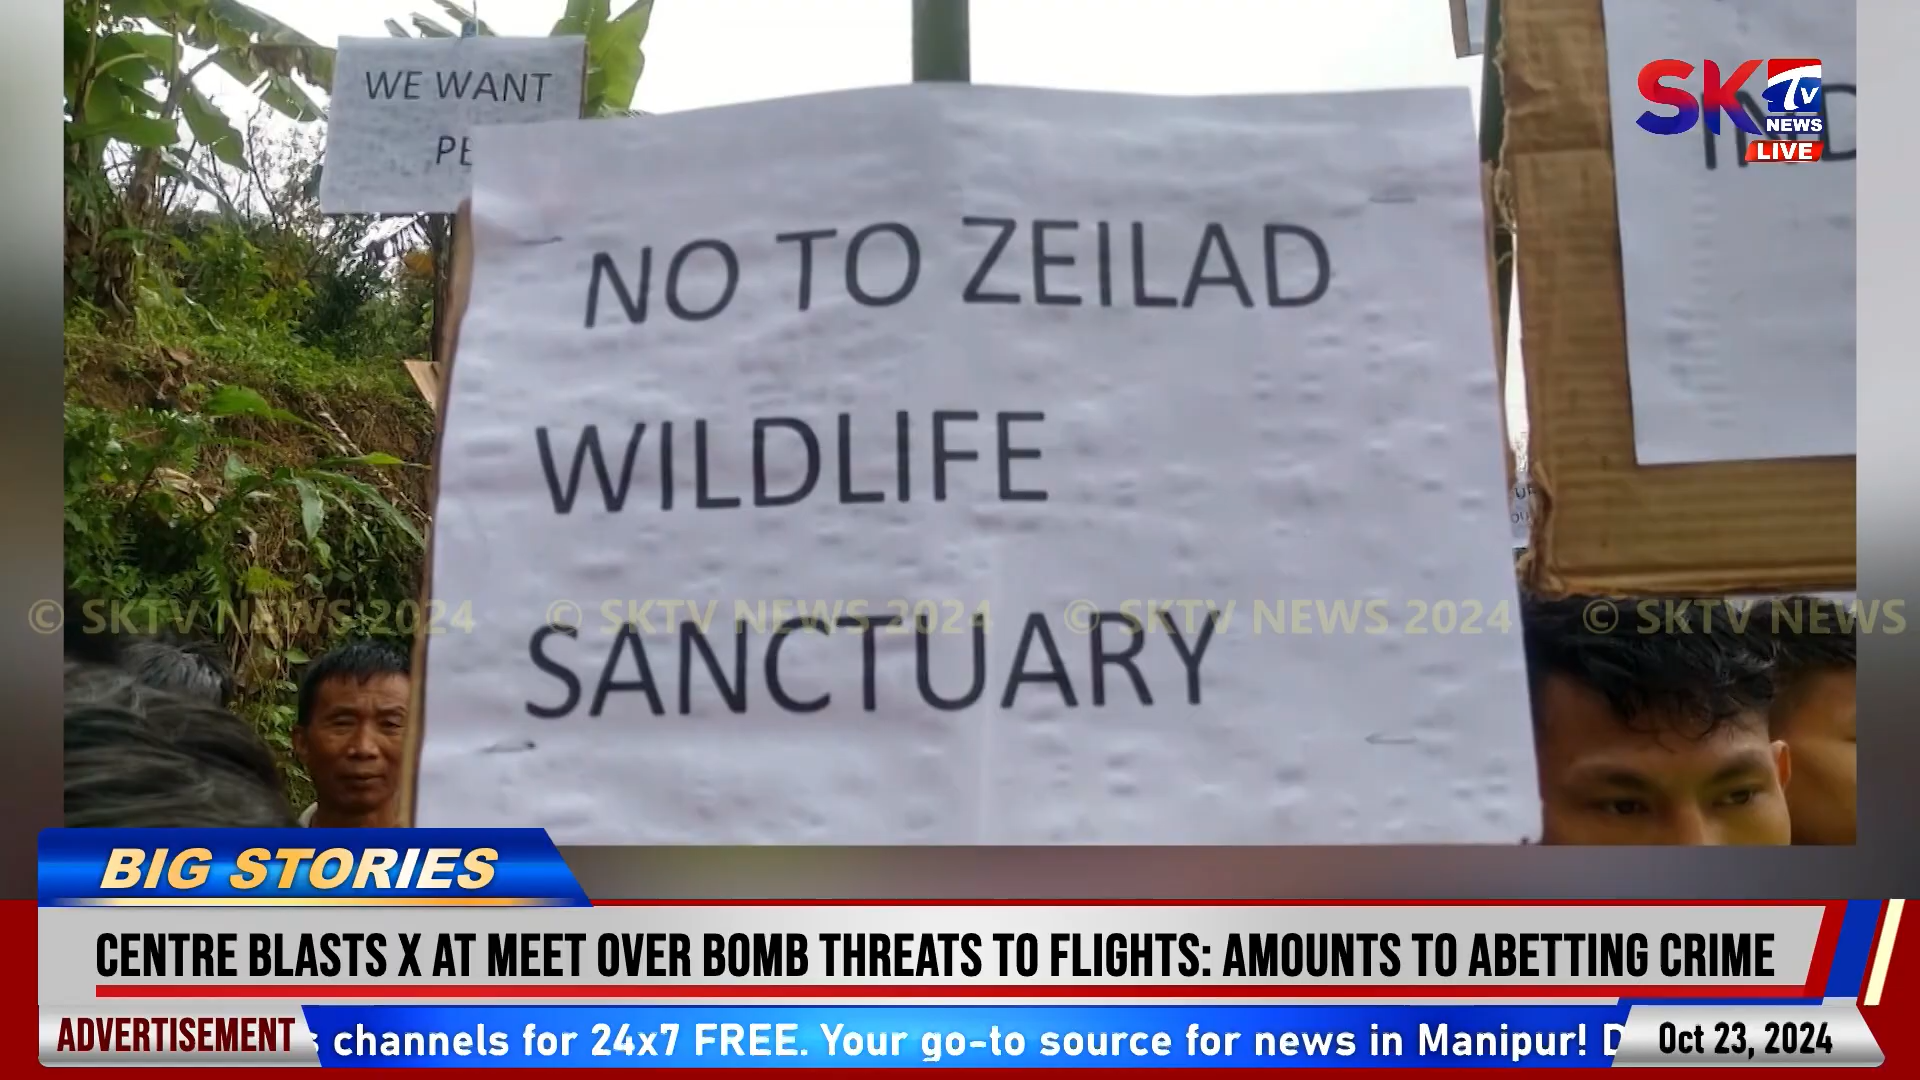 WE WANT
NO TO ZEILAD
WILDLIFE
SANCTUARY
SK TV
NEWS
LIVE
© SKTV NEWS 2024 © SKTV NEWS 2024 © SKTV NEWS 2024 © SKTV NEWS
BIG STORIES
CENTRE BLASTS X AT MEET OVER BOMB THREATS TO FLIGHTS: AMOUNTS TO ABETTING CRIME
ADVERTISEMENT channels for 24x7 FREE. Your go-to source for news in Manipur! Oct 23, 2024